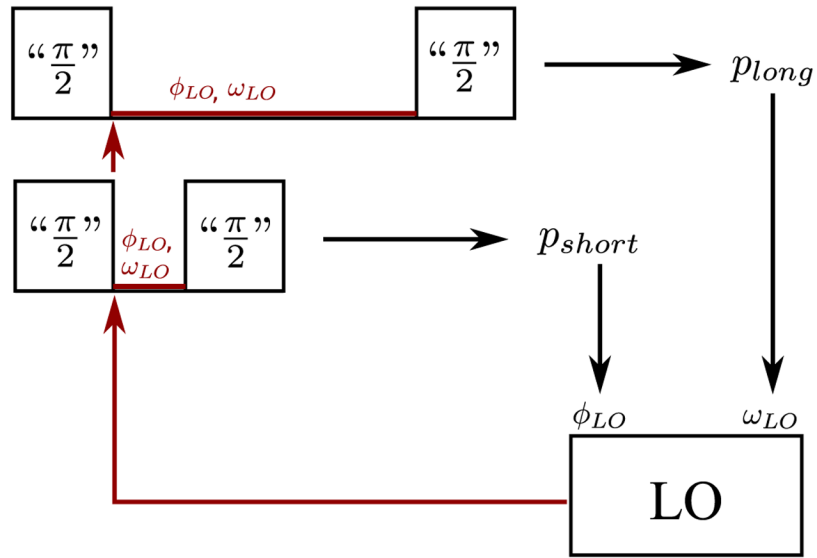 “π/2” “π/2”
ϕ_LO, ω_LO
p_long
“π/2” “π/2”
ϕ_LO,
ω_LO
p_short
ϕ_LO ω_LO
LO